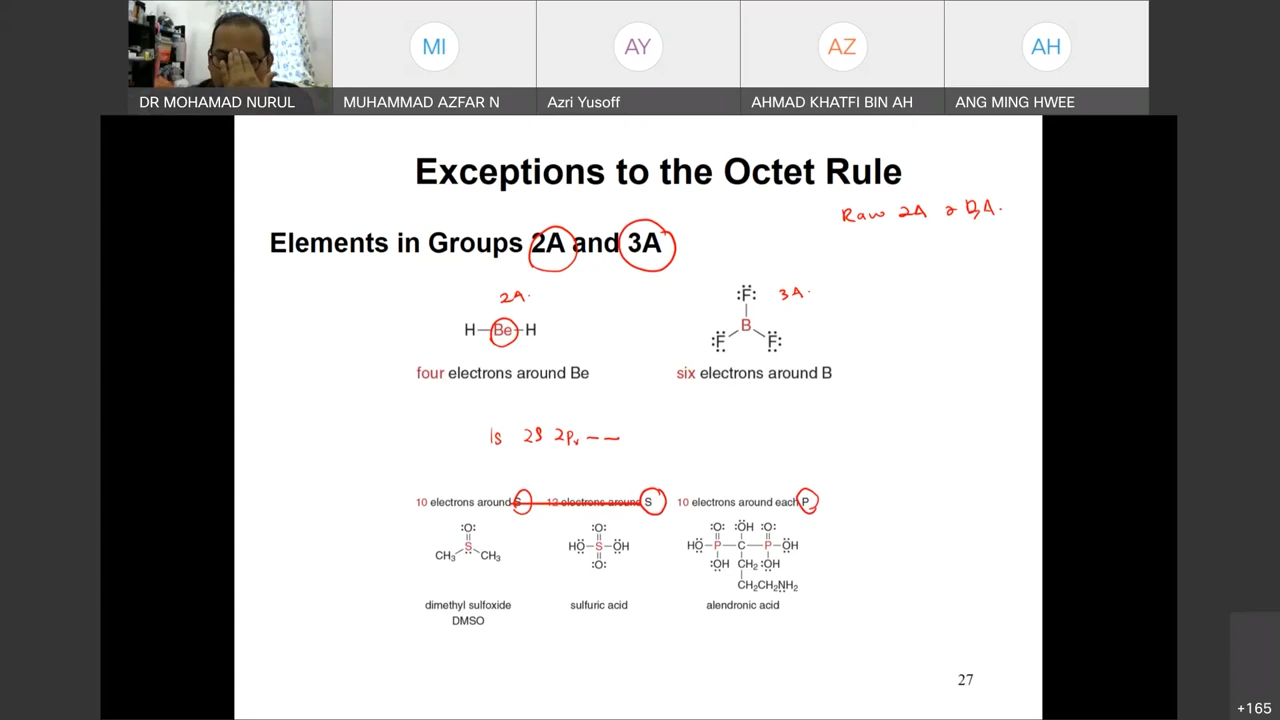 MI
AY
AZ
AH
DR MOHAMAD NURUL
MUHAMMAD AZFAR N
Azri Yusoff
AHMAD KHATFI BIN AH
ANG MING HWEE
Exceptions to the Octet Rule
Raw 2A
Elements in Groups 2A and 3A
2A.
3A.
H—Be—H
:F:
B
:F: :F:
four electrons around Be
six electrons around B
1s 2s 2px — —
10 electrons around S
12 electrons around S
10 electrons around each P
:O:
S
CH3 CH3
:O:
HO—S—OH
:O:
:O: :OH :O:
HO—P—C—P—OH
:OH CH2 :OH
CH2CH2NH2
dimethyl sulfoxide
DMSO
sulfuric acid
alendronic acid
27
+165